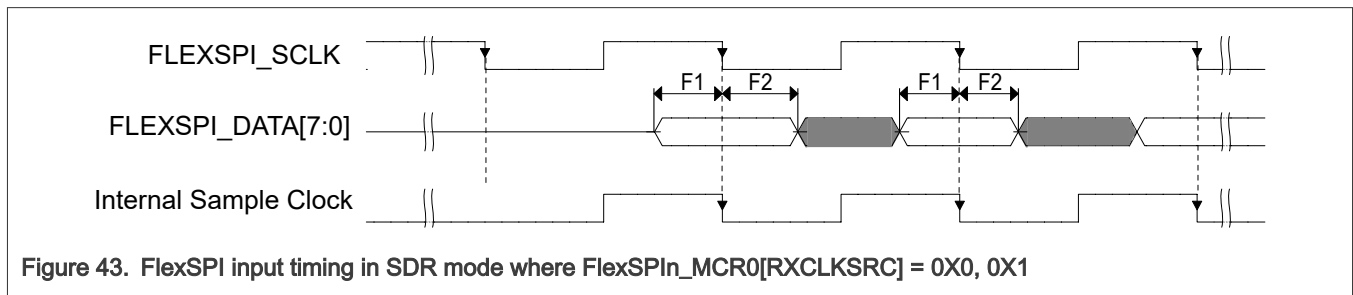 FLEXSPI_SCLK
F1 F2 F1 F2
FLEXSPI_DATA[7:0]
Internal Sample Clock
Figure 43. FlexSPI input timing in SDR mode where FlexSPIn_MCR0[RXCLKSRC] = 0X0, 0X1